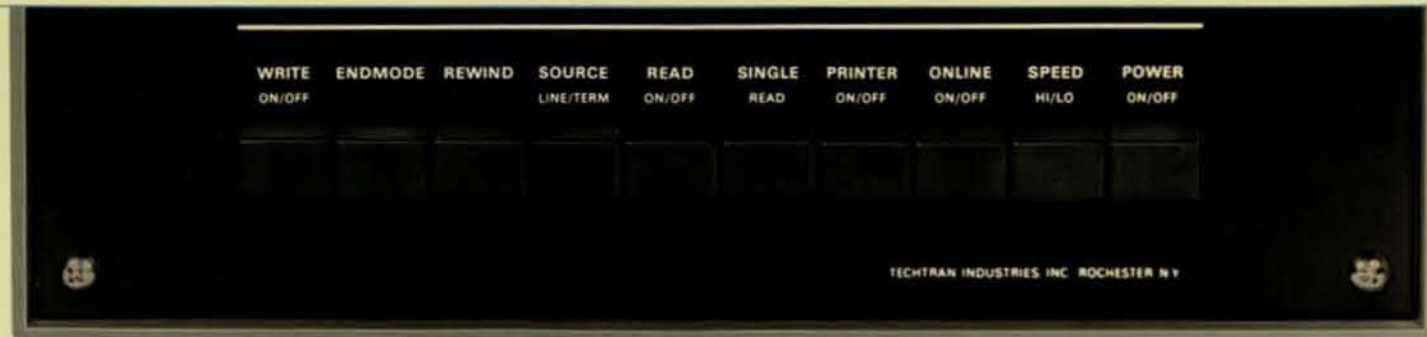 WRITE ENDMODE REWIND SOURCE READ SINGLE PRINTER ONLINE SPEED POWER
ON/OFF LINE/TERM ON/OFF READ ON/OFF ON/OFF HI/LO ON/OFF
TECHTRAN INDUSTRIES INC ROCHESTER N Y